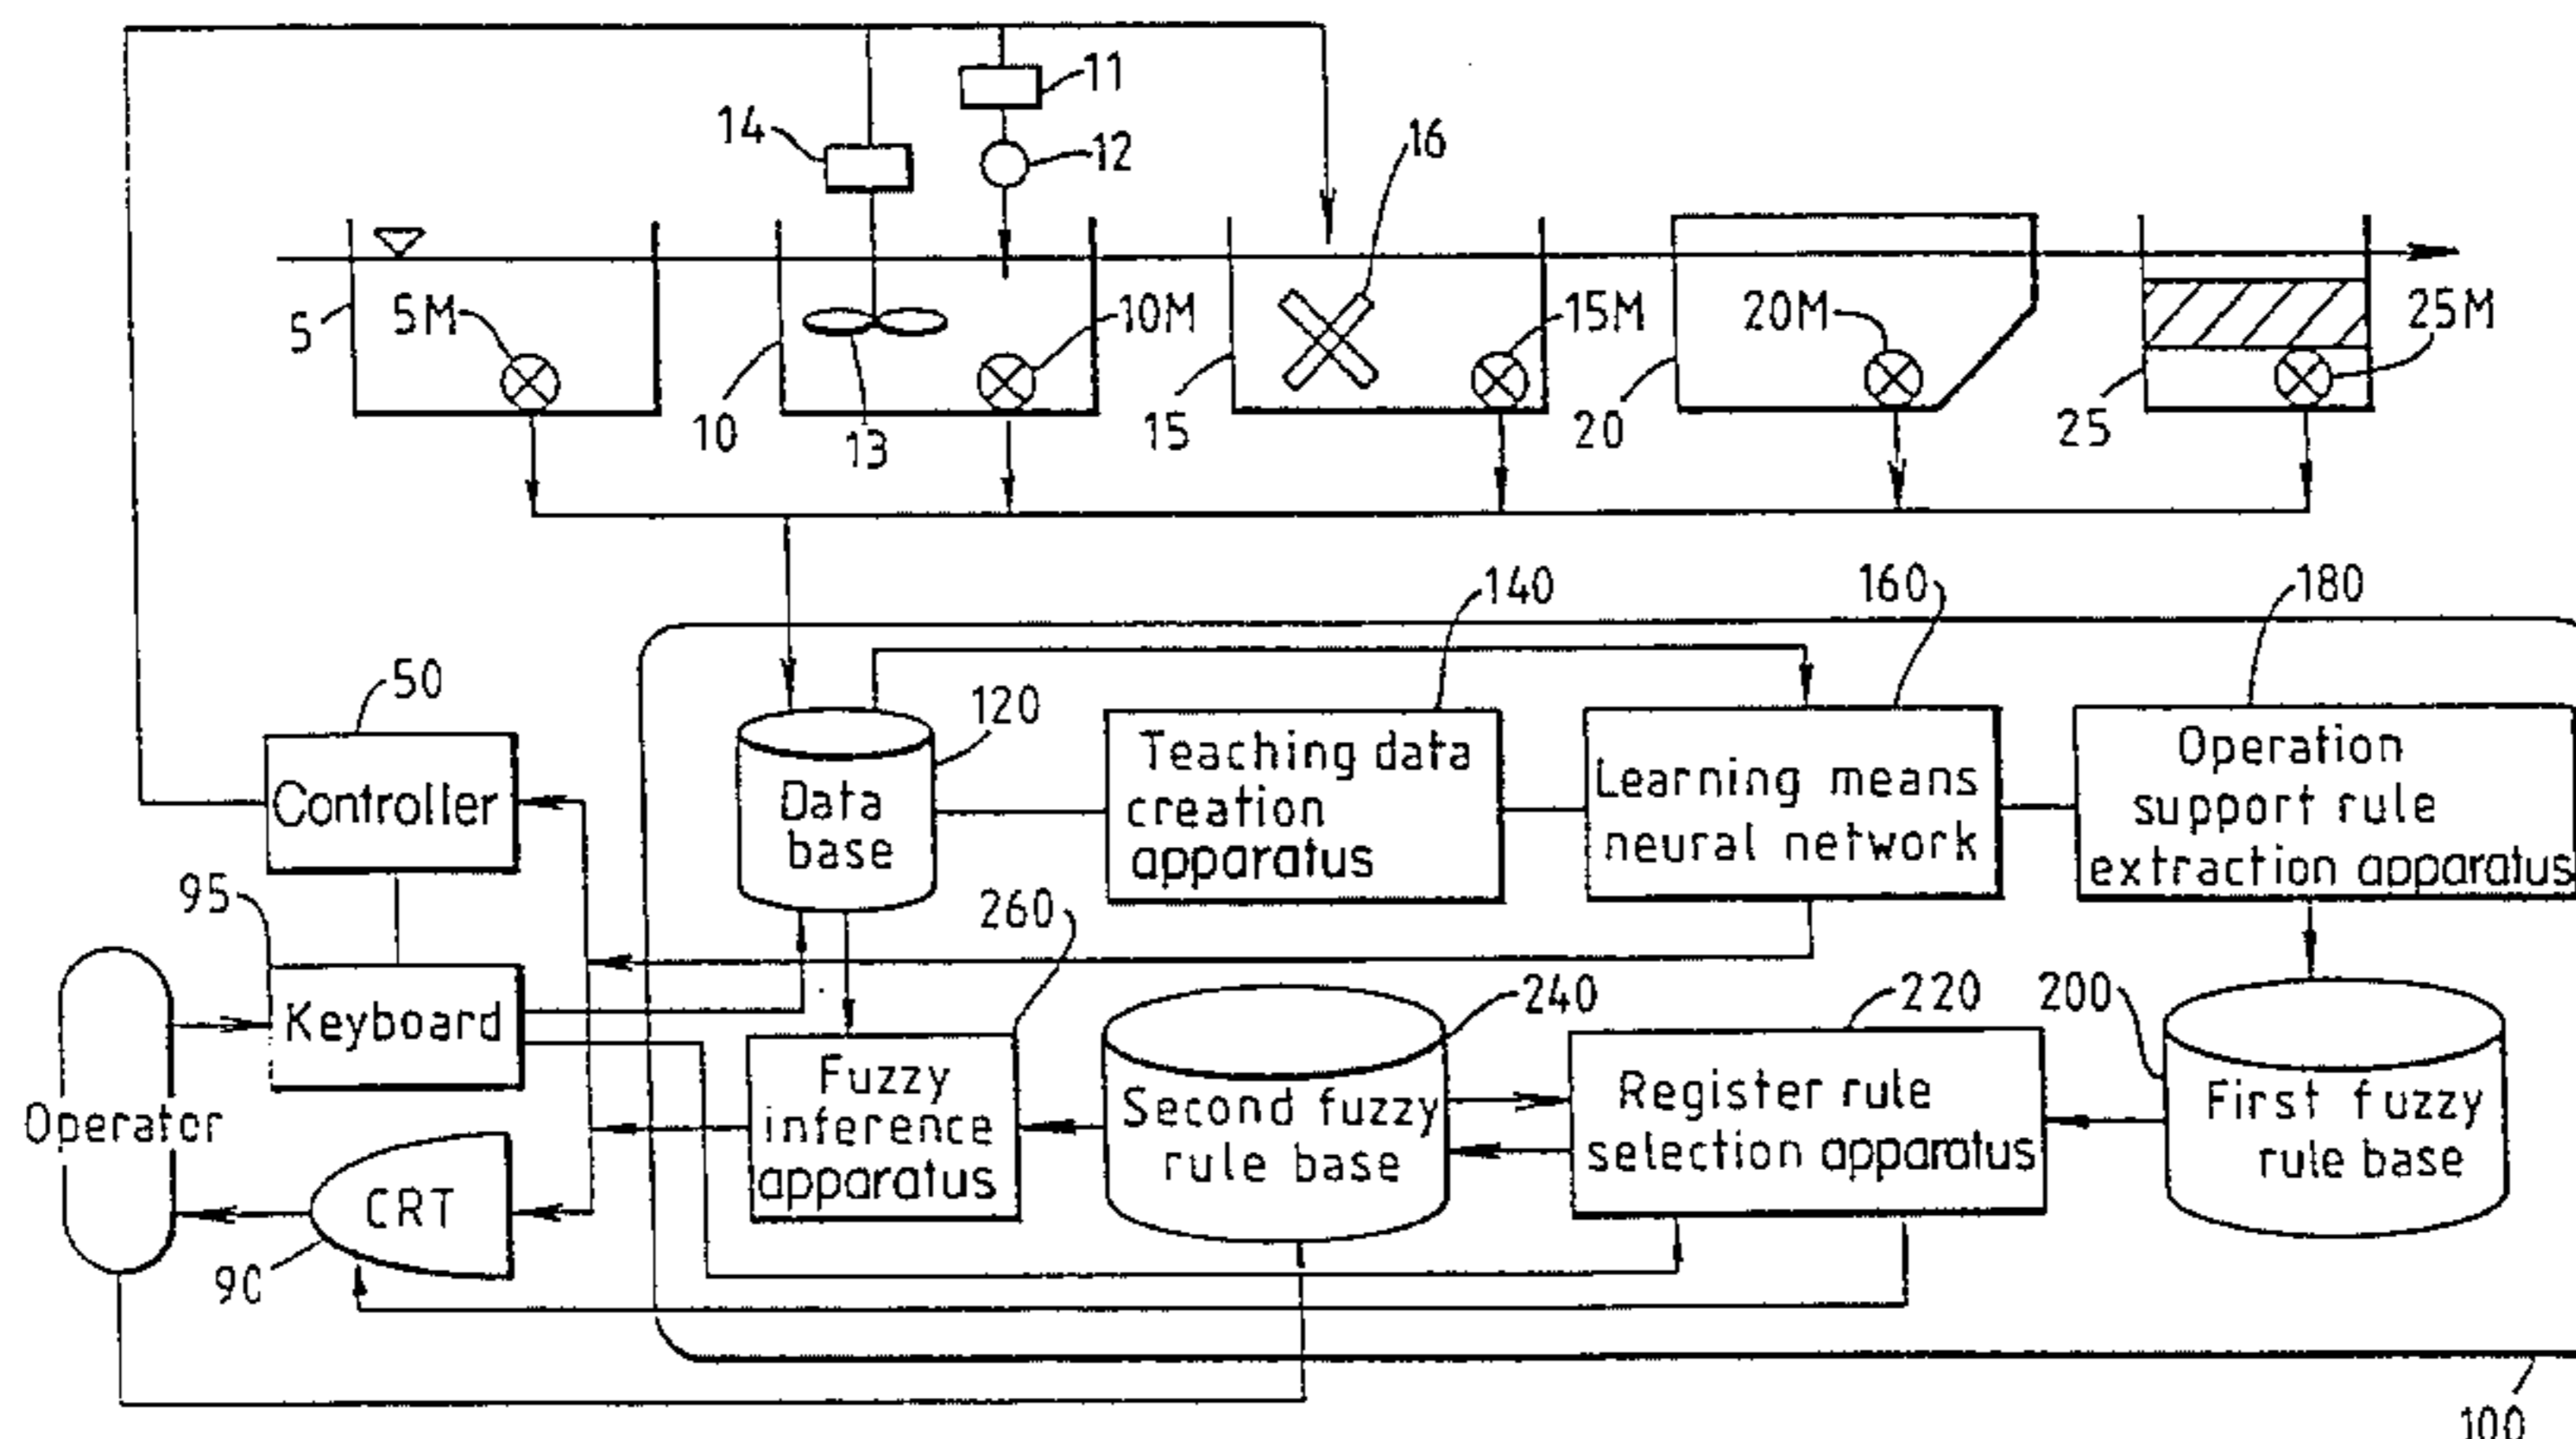 11
14
12
16
5
5M
10M
15M
20M
25M
10
13
15
20
25
140
160
180
50
120
Controller
Data
base
Teaching data
creation
apparatus
Learning means
neural network
Operation
support rule
extraction apparatus
95
260
240
220
200
Keyboard
Operator
CRT
90
Fuzzy
inference
apparatus
Second fuzzy
rule base
Register rule
selection apparatus
First fuzzy
rule base
100